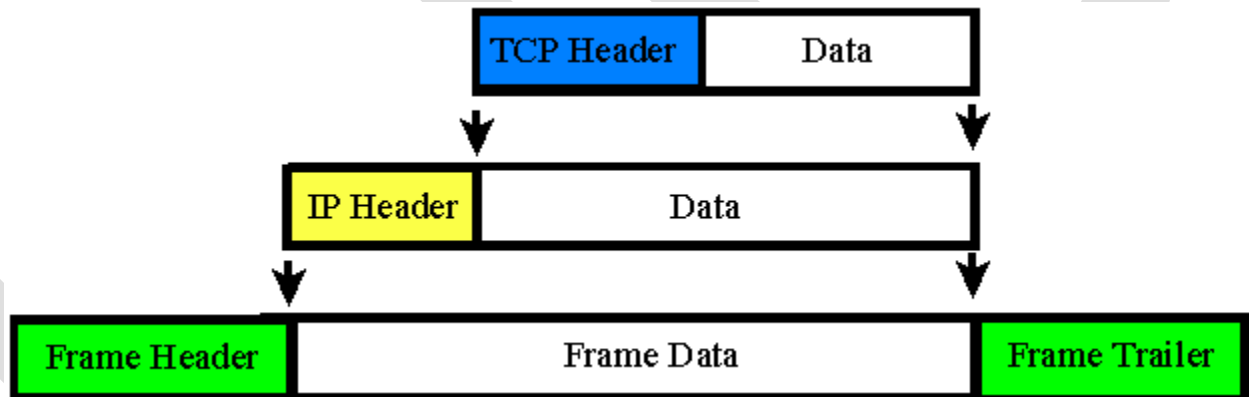 TCP Header Data
IP Header Data
Frame Header Frame Data Frame Trailer